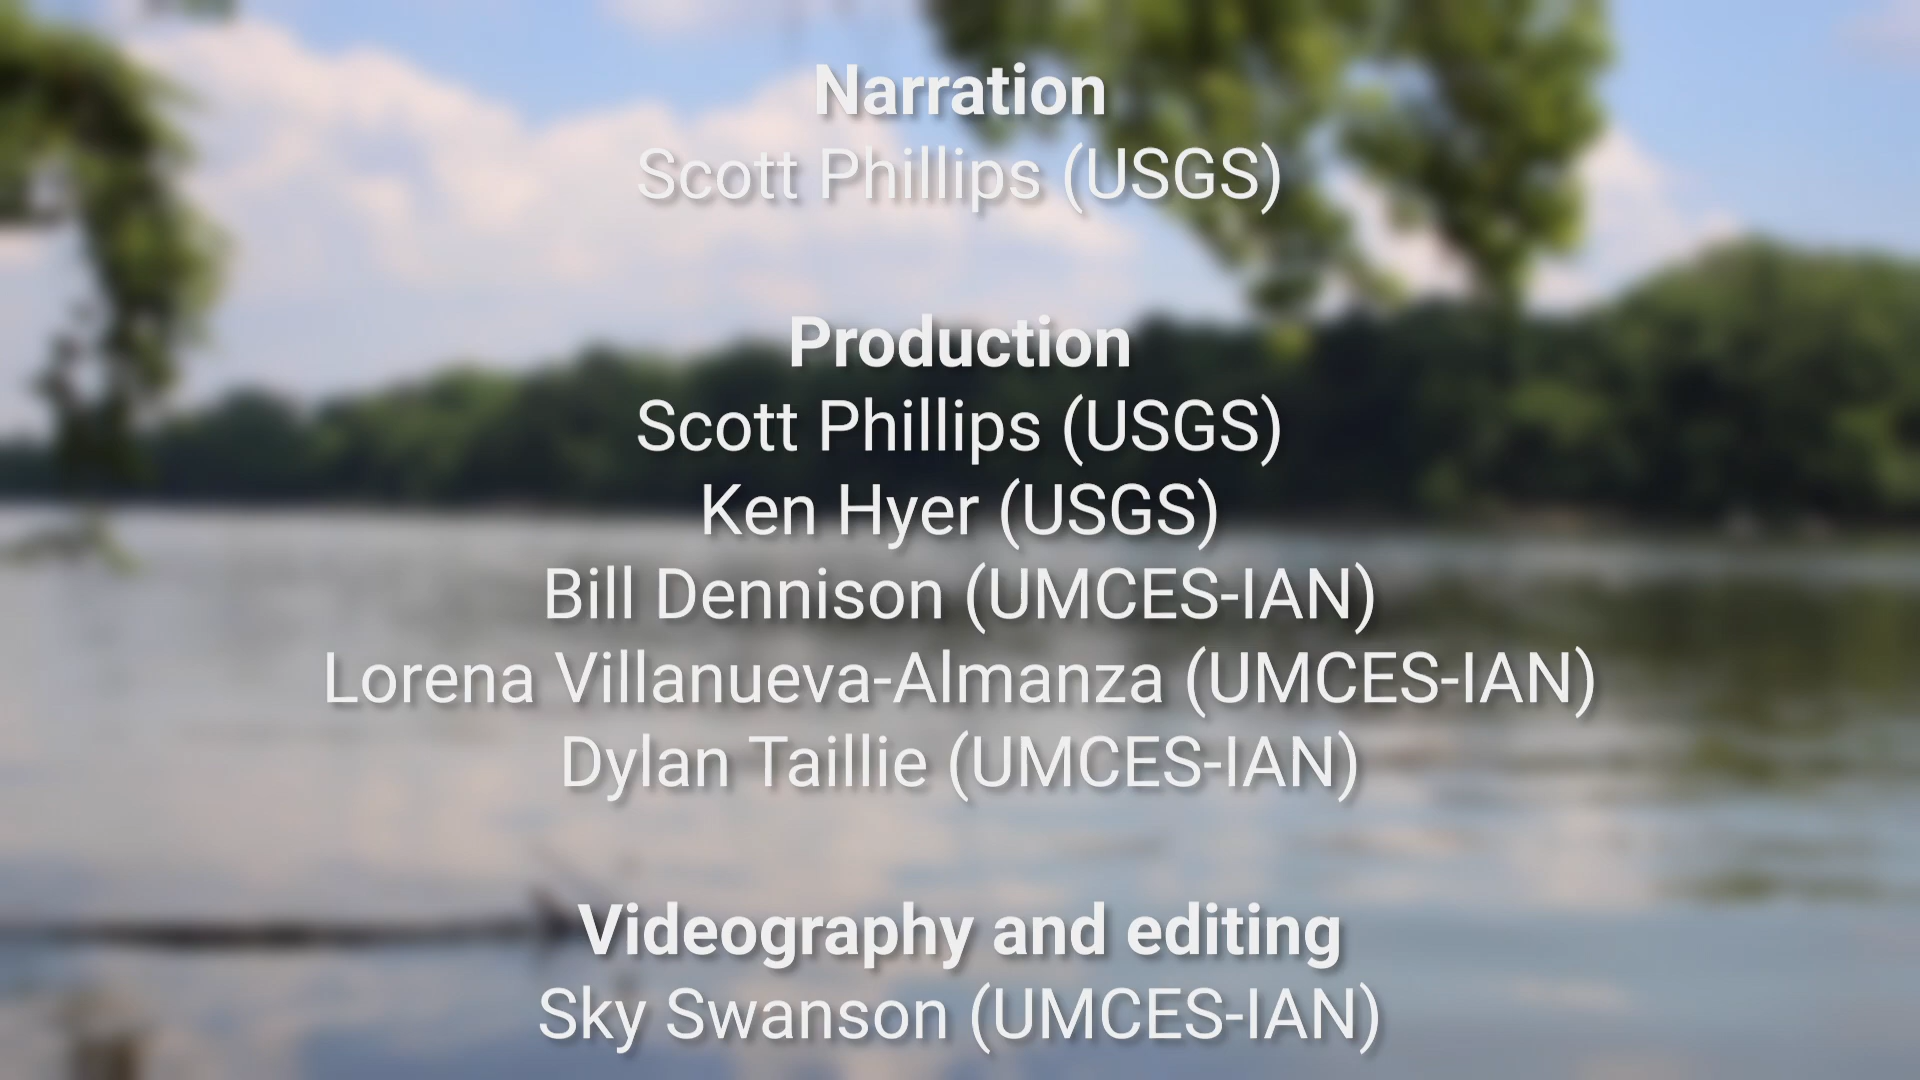 Narration
Scott Phillips (USGS)
Production
Scott Phillips (USGS)
Ken Hyer (USGS)
Bill Dennison (UMCES-IAN)
Lorena Villanueva-Almanza (UMCES-IAN)
Dylan Taillie (UMCES-IAN)
Videography and editing
Sky Swanson (UMCES-IAN)